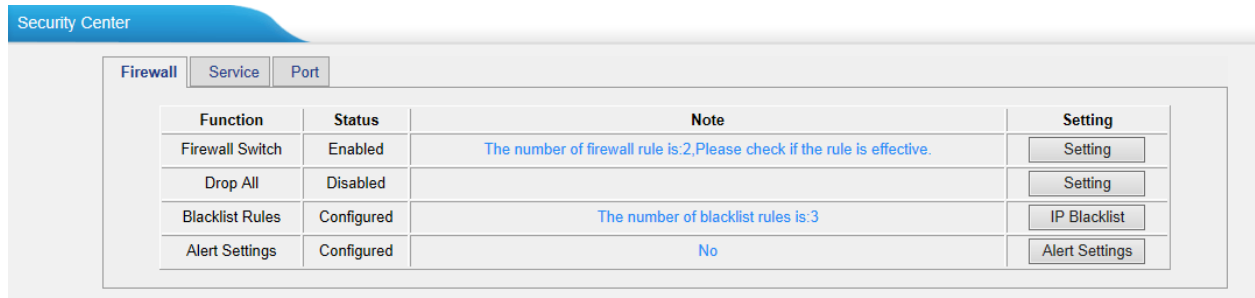 Security Center
Firewall Service Port
Function Status Note Setting
Firewall Switch Enabled The number of firewall rule is:2,Please check if the rule is effective. Setting
Drop All Disabled Setting
Blacklist Rules Configured The number of blacklist rules is:3 IP Blacklist
Alert Settings Configured No Alert Settings